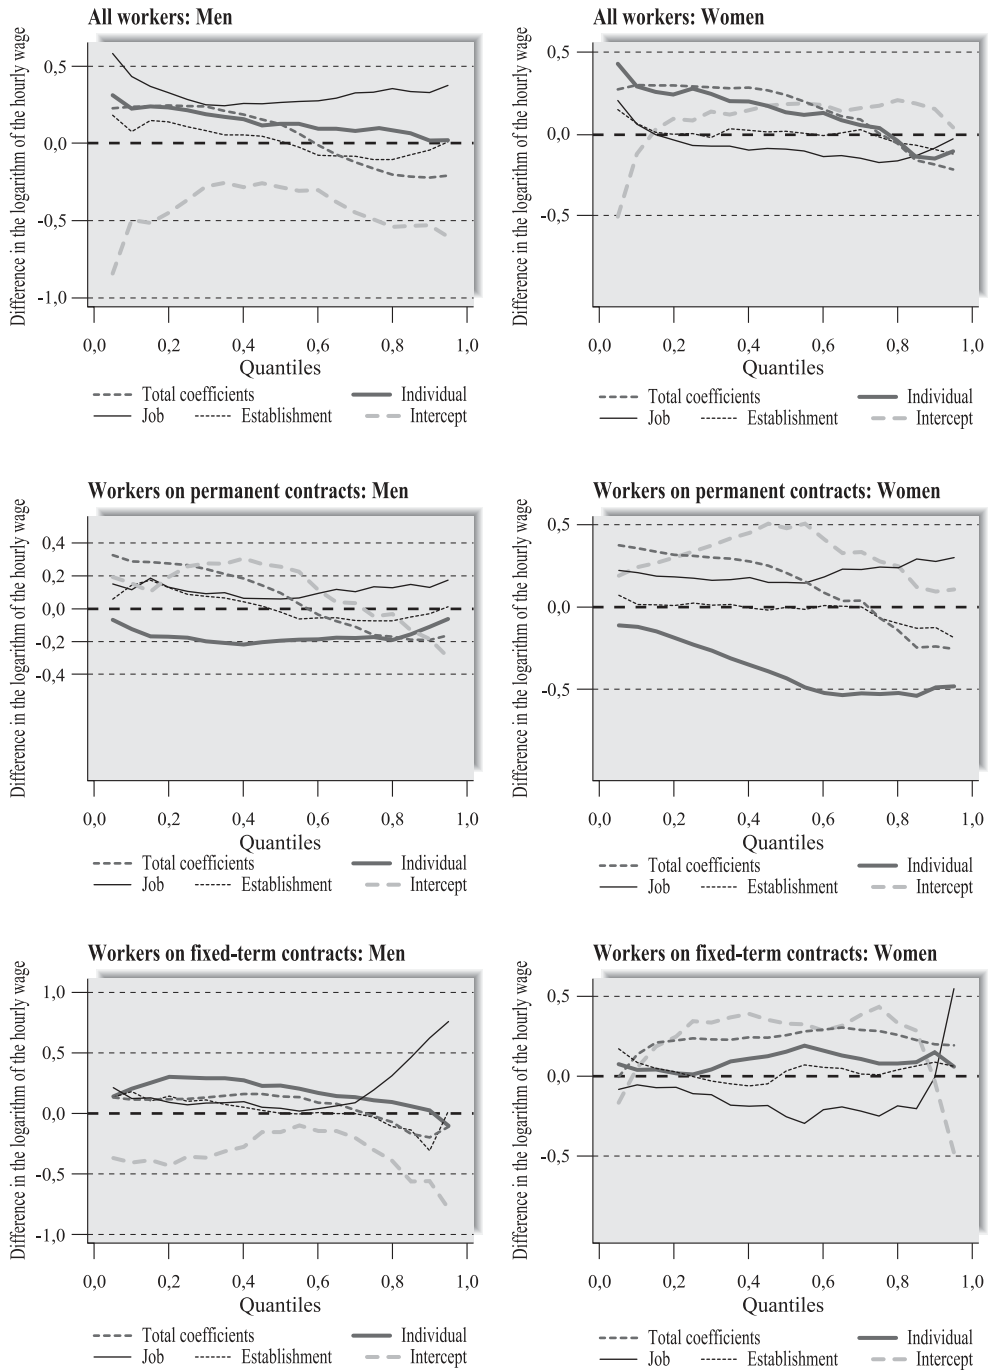 All workers: Men
Difference in the logarithm of the hourly wage
0,5
0,0
-0,5
-1,0
0,0 0,2 0,4 0,6 0,8 1,0
Quantiles
Total coefficients Individual
Job Establishment Intercept
All workers: Women
Difference in the logarithm of the hourly wage
0,5
0,0
-0,5
0,0 0,2 0,4 0,6 0,8 1,0
Quantiles
Total coefficients Individual
Job Establishment Intercept
Workers on permanent contracts: Men
Difference in the logarithm of the hourly wage
0,4
0,2
0,0
-0,2
-0,4
0,0 0,2 0,4 0,6 0,8 1,0
Quantiles
Total coefficients Individual
Job Establishment Intercept
Workers on permanent contracts: Women
Difference in the logarithm of the hourly wage
0,5
0,0
-0,5
0,0 0,2 0,4 0,6 0,8 1,0
Quantiles
Total coefficients Individual
Job Establishment Intercept
Workers on fixed-term contracts: Men
Difference in the logarithm of the hourly wage
1,0
0,5
0,0
-0,5
-1,0
0,0 0,2 0,4 0,6 0,8 1,0
Quantiles
Total coefficients Individual
Job Establishment Intercept
Workers on fixed-term contracts: Women
Difference in the logarithm of the hourly wage
0,5
0,0
-0,5
0,0 0,2 0,4 0,6 0,8 1,0
Quantiles
Total coefficients Individual
Job Establishment Intercept